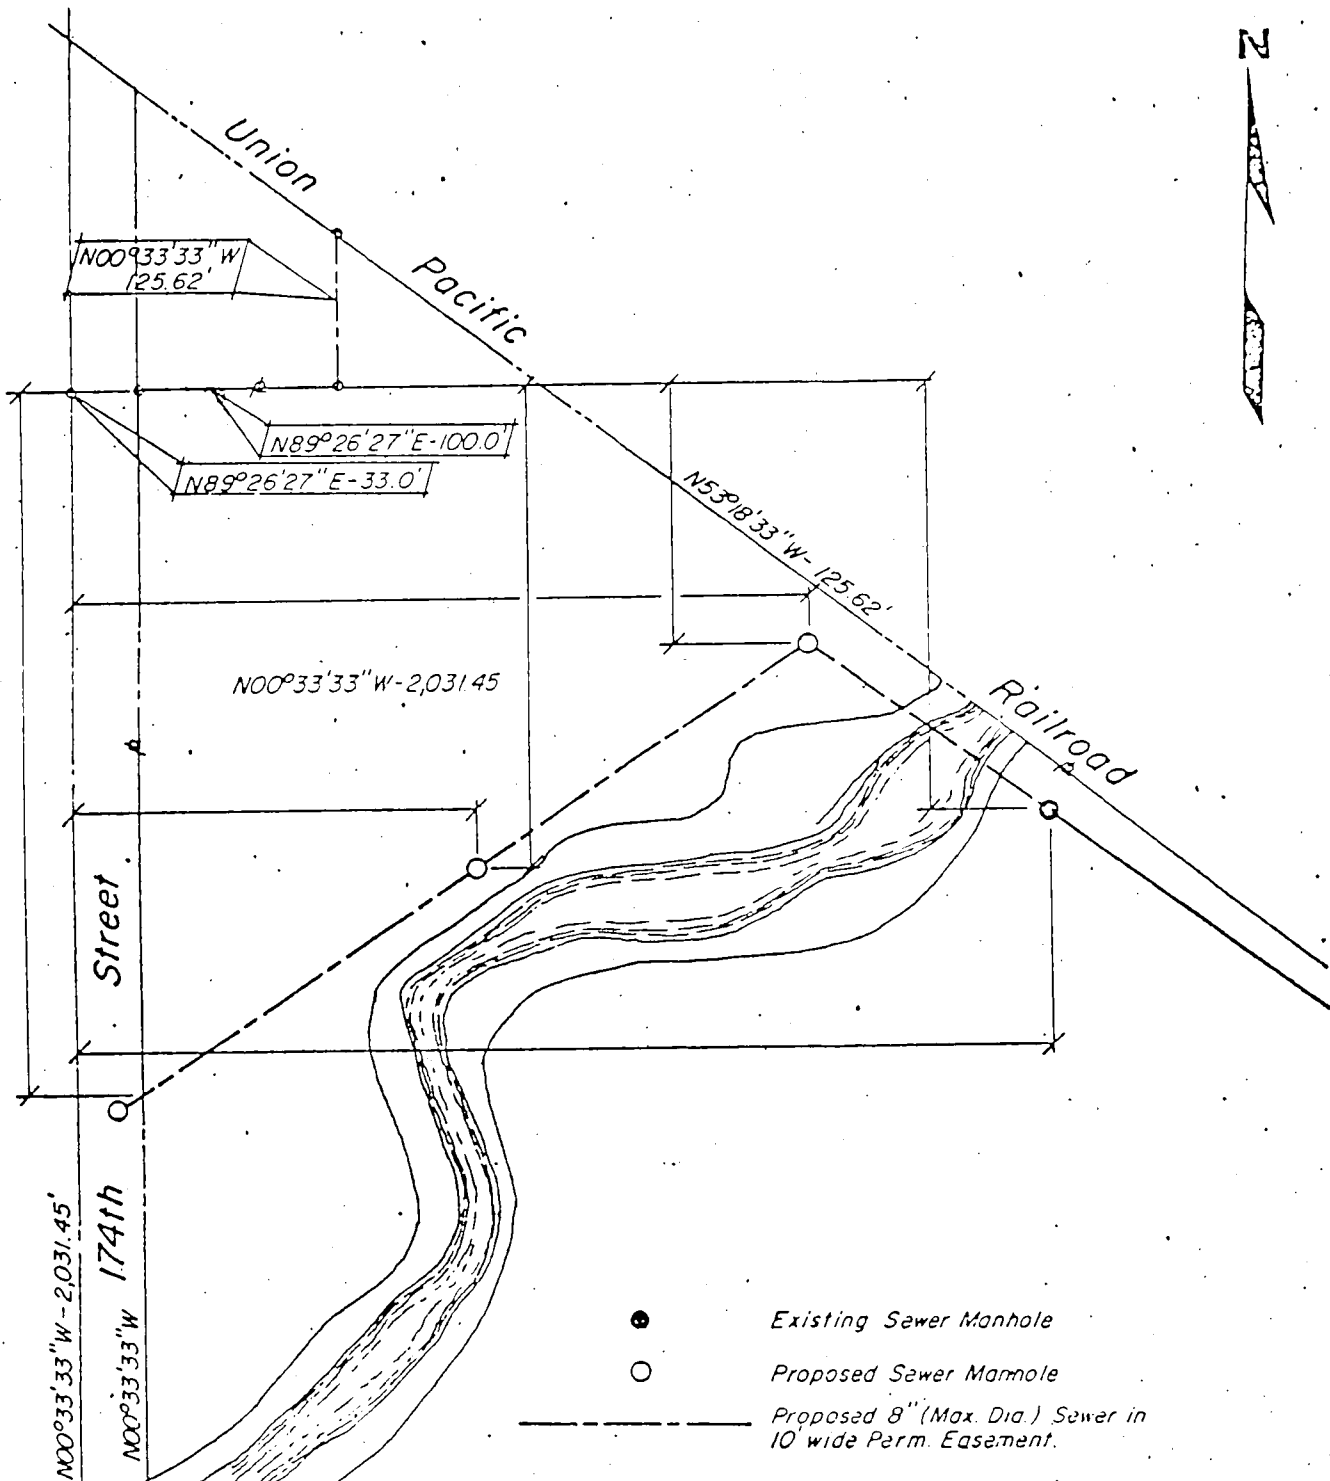 N
Union
Pacific
N00°33'33" W
125.62'
N89°26'27" E-100.0'
N89°26'27" E-33.0'
N53°18'33" W-125.62'
N00°33'33" W-2,031.45
Railroad
Street
174th
N00°33'33" W-2,031.45'
N00°33'33" W
Existing Sewer Manhole
Proposed Sewer Manhole
Proposed 8" (Max. Dia.) Sewer in
10' wide Perm. Easement.